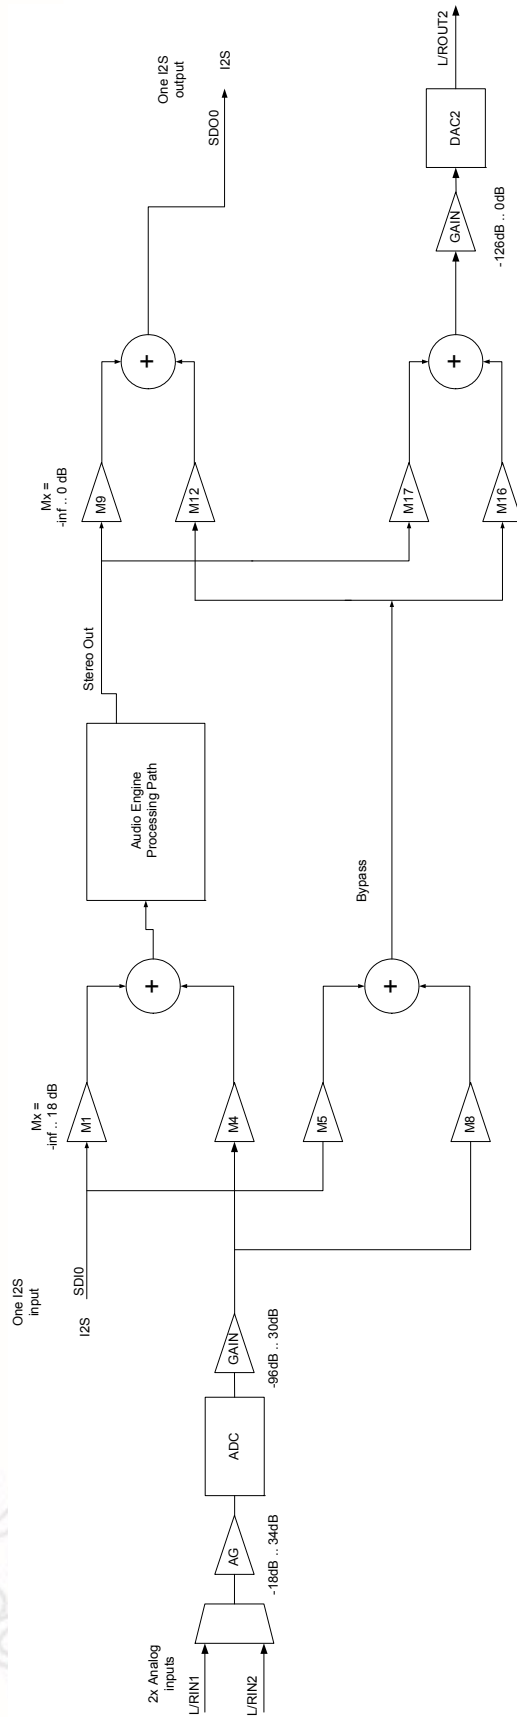 2x Analog
inputs
L/RIN1
L/RIN2
AG
-18dB .. 34dB
ADC
GAIN
-96dB .. 30dB
One I2S
input
I2S
SDI0
Mx =
-inf .. 18 dB
M1
M4
M5
M8
+
+
Audio Engine
Processing Path
Bypass
Stereo Out
Mx =
-inf .. 0 dB
M9
M12
M17
M16
+
+
One I2S
output
SDO0
I2S
GAIN
-126dB .. 0dB
DAC2
L/ROUT2